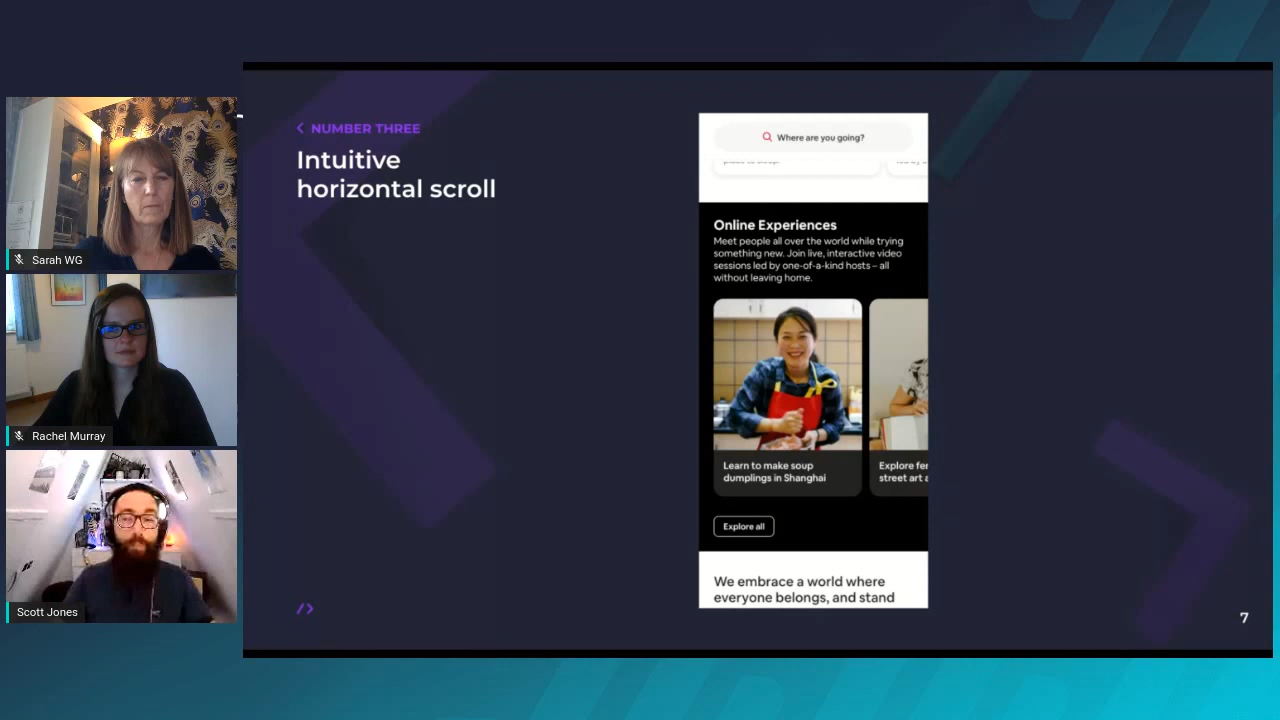 Sarah WG
Rachel Murray
Scott Jones
NUMBER THREE
Intuitive
horizontal scroll
Where are you going?
Online Experiences
Meet people all over the world while trying
something new. Join live, interactive video
sessions led by one-of-a-kind hosts – all
without leaving home.
Learn to make soup
dumplings in Shanghai
Explore
street art
Explore all
We embrace a world where
everyone belongs, and stand
7